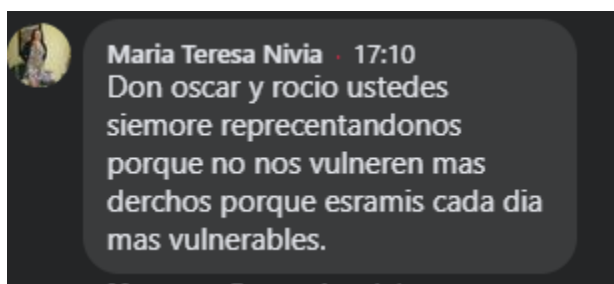 Maria Teresa Nivia · 17:10
Don oscar y rocio ustedes
siemore reprecentandonos
porque no nos vulneren mas
derchos porque esramis cada dia
mas vulnerables.